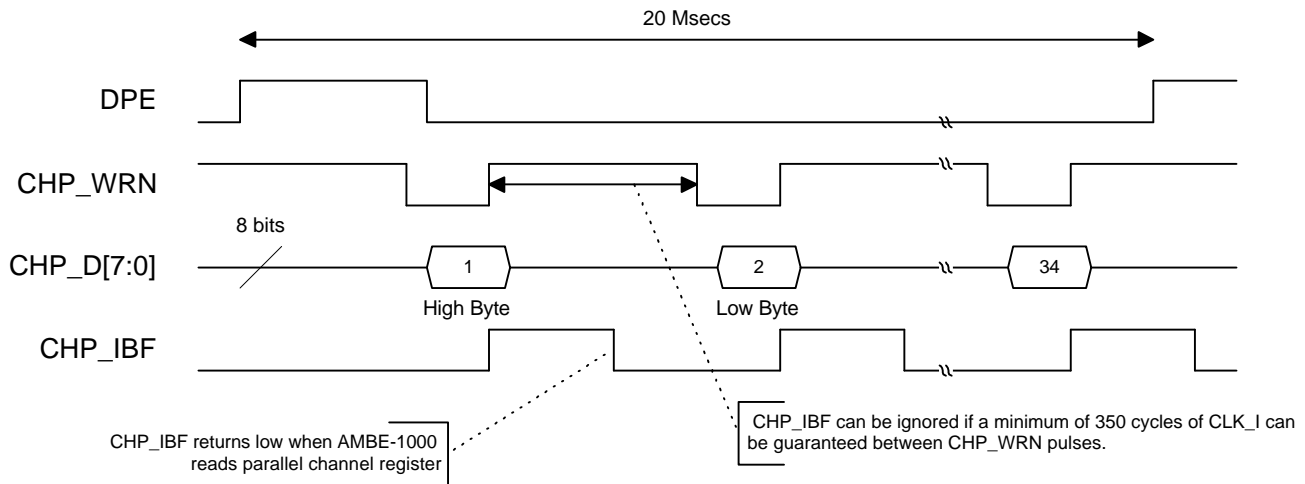 20 Msecs
DPE
CHP_WRN
8 bits
CHP_D[7:0]
1
2
34
High Byte
Low Byte
CHP_IBF
CHP_IBF returns low when AMBE-1000
reads parallel channel register
CHP_IBF can be ignored if a minimum of 350 cycles of CLK_I can
be guaranteed between CHP_WRN pulses.